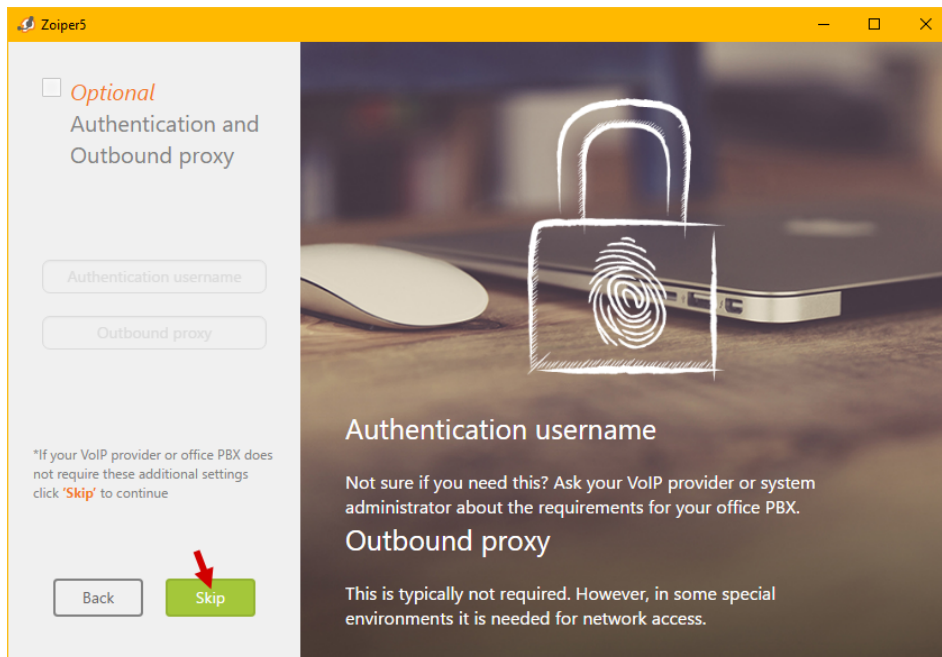 Zoiper5
Optional
Authentication and
Outbound proxy
Authentication username
Outbound proxy
*If your VoIP provider or office PBX does
not require these additional settings
click 'Skip' to continue
Back
Skip
Authentication username
Not sure if you need this? Ask your VoIP provider or system
administrator about the requirements for your office PBX.
Outbound proxy
This is typically not required. However, in some special
environments it is needed for network access.